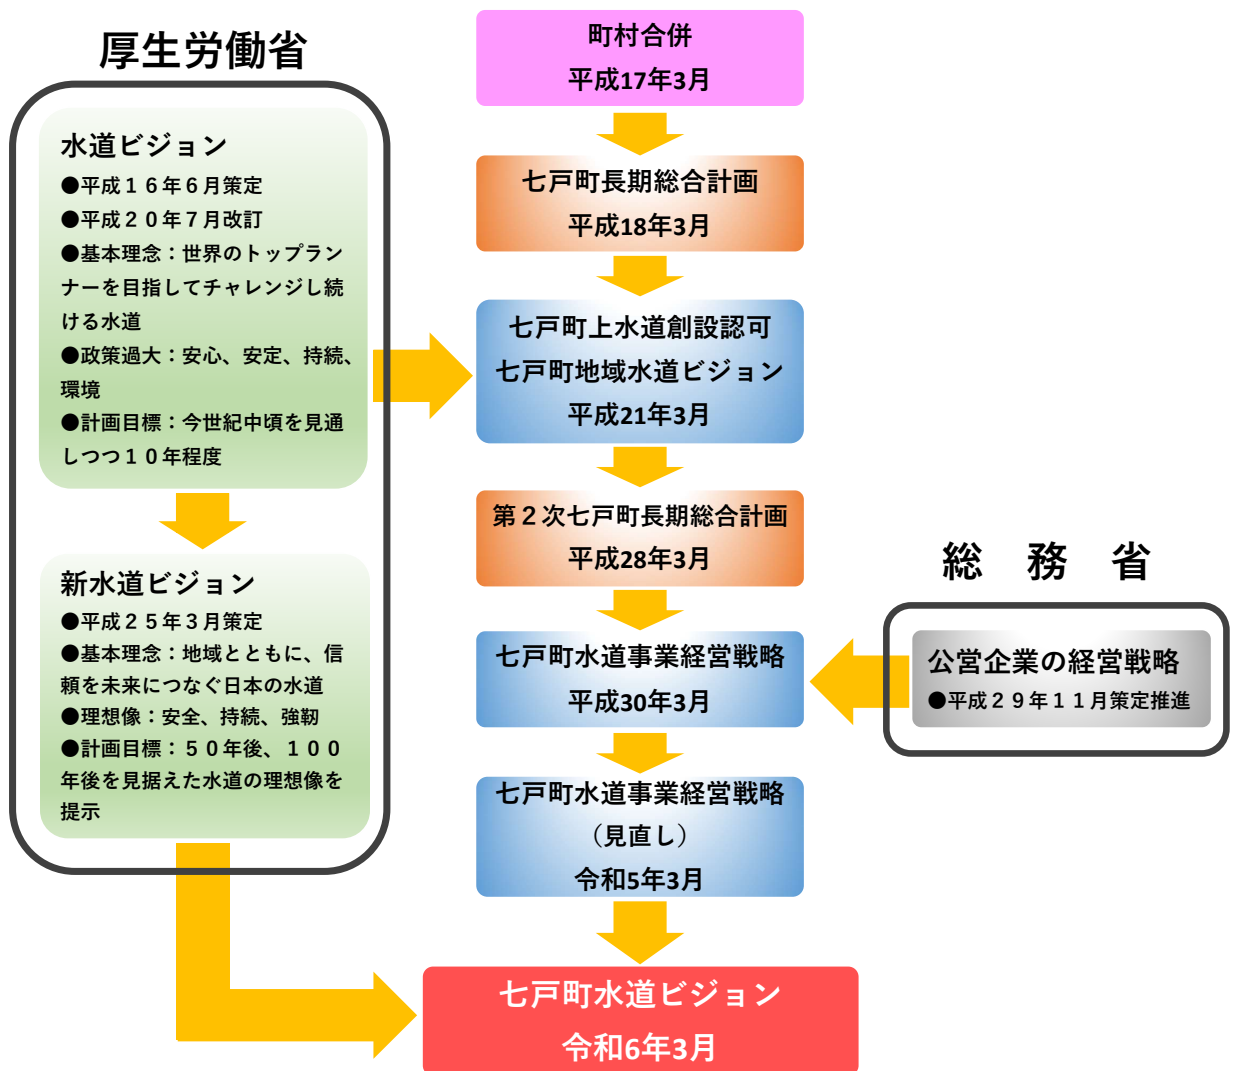 厚生労働省
水道ビジョン
●平成１６年６月策定
●平成２０年７月改訂
●基本理念：世界のトップラン
ナーを目指してチャレンジし続
ける水道
●政策過大：安心、安定、持続、
環境
●計画目標：今世紀中頃を見通
しつつ１０年程度
新水道ビジョン
●平成２５年３月策定
●基本理念：地域とともに、信
頼を未来につなぐ日本の水道
●理想像：安全、持続、強靭
●計画目標：５０年後、１００
年後を見据えた水道の理想像を
提示
町村合併
平成17年3月
七戸町長期総合計画
平成18年3月
七戸町上水道創設認可
七戸町地域水道ビジョン
平成21年3月
第２次七戸町長期総合計画
平成28年3月
七戸町水道事業経営戦略
平成30年3月
七戸町水道事業経営戦略
（見直し）
令和5年3月
七戸町水道ビジョン
令和6年3月
総　務　省
公営企業の経営戦略
●平成２９年１１月策定推進